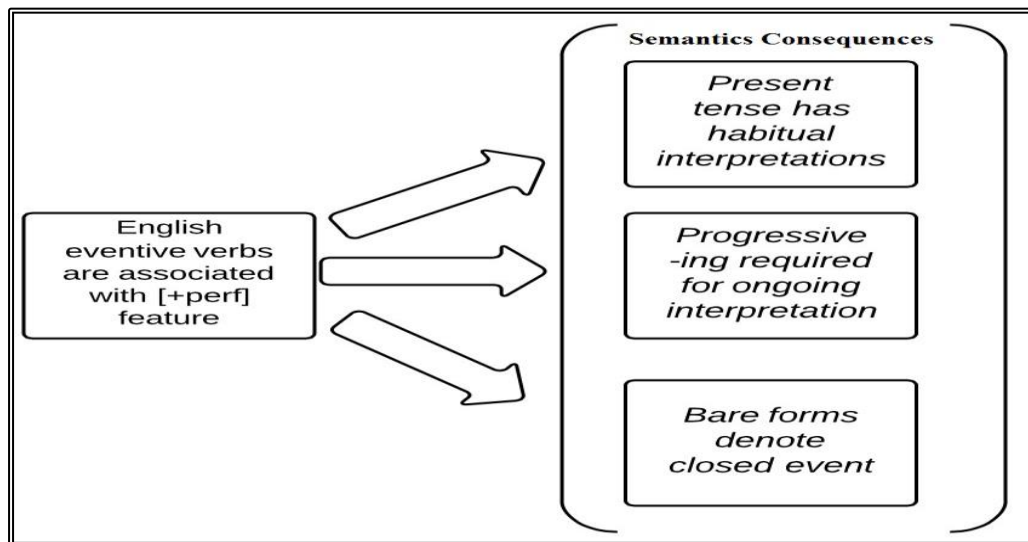 English
eventive verbs
are associated
with [+perf]
feature
Semantics Consequences
Present
tense has
habitual
interpretations
Progressive
-ing required
for ongoing
interpretation
Bare forms
denote
closed event